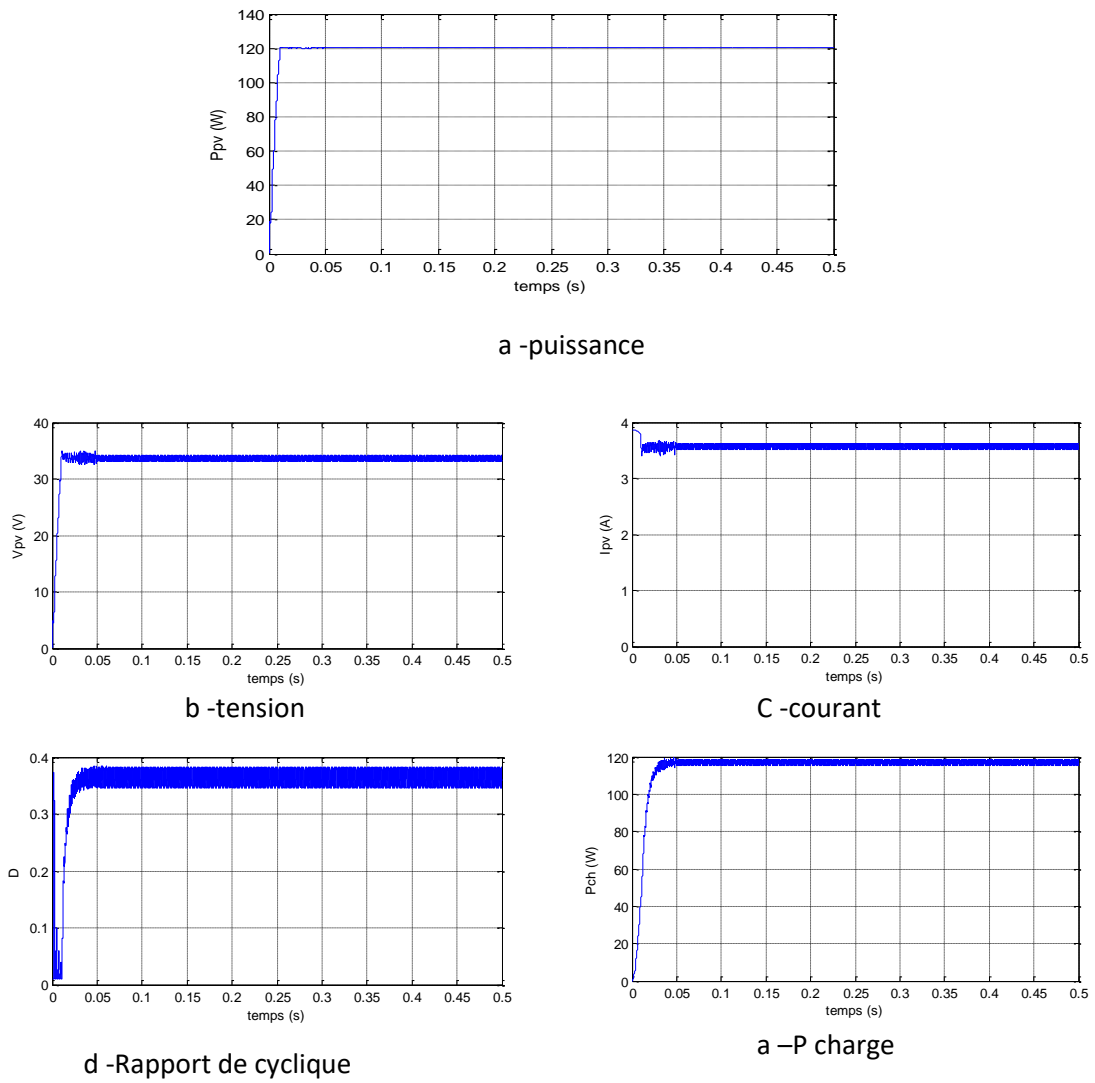 140
120
100
80
60
40
20
0
Ppv (W)
0 0.05 0.1 0.15 0.2 0.25 0.3 0.35 0.4 0.45 0.5
temps (s)
a -puissance
40
30
20
10
0
Vpv (V)
0 0.05 0.1 0.15 0.2 0.25 0.3 0.35 0.4 0.45 0.5
temps (s)
b -tension
4
3
2
1
0
Ipv (A)
0 0.05 0.1 0.15 0.2 0.25 0.3 0.35 0.4 0.45 0.5
temps (s)
C -courant
0.4
0.3
0.2
0.1
0
D
0 0.05 0.1 0.15 0.2 0.25 0.3 0.35 0.4 0.45 0.5
temps (s)
d -Rapport de cyclique
120
100
80
60
40
20
0
Pch (W)
0 0.05 0.1 0.15 0.2 0.25 0.3 0.35 0.4 0.45 0.5
temps (s)
a –P charge